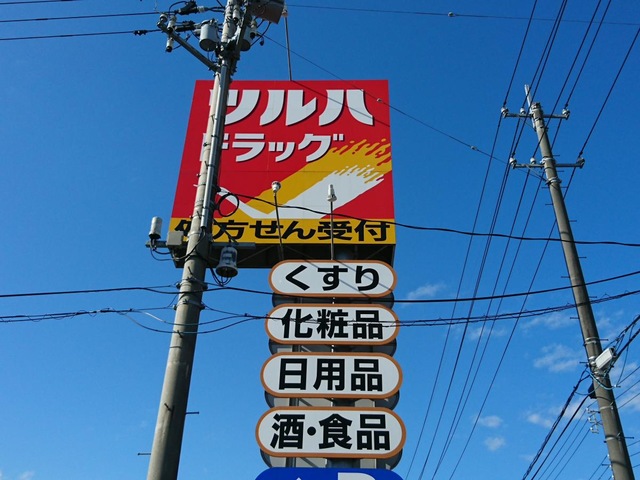 ツルハ
ドラッグ
処方せん受付
くすり
化粧品
日用品
酒・食品
P